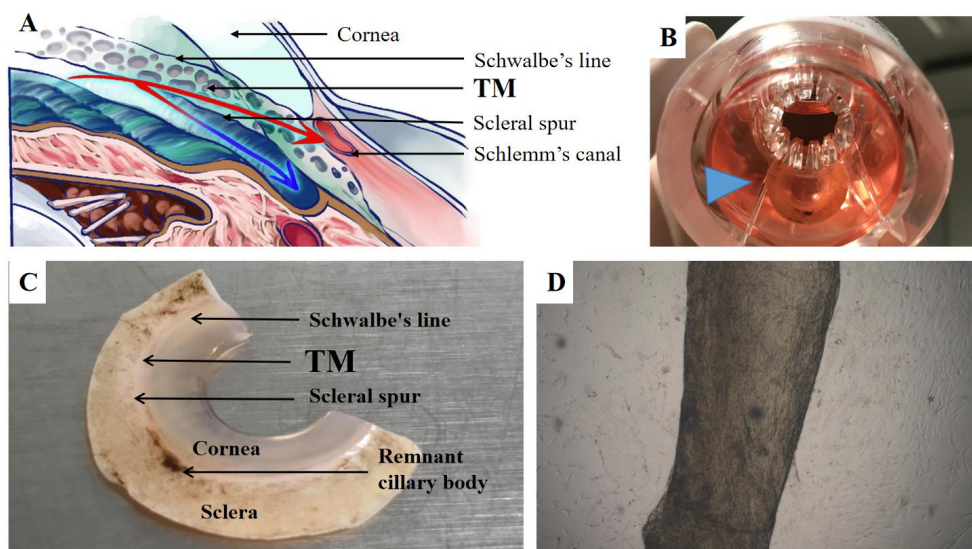 A
Cornea
Schwalbe's line
TM
Scleral spur
Schlemm's canal
B
C
Schwalbe's line
TM
Scleral spur
Cornea
Remnant
cillary body
Sclera
D